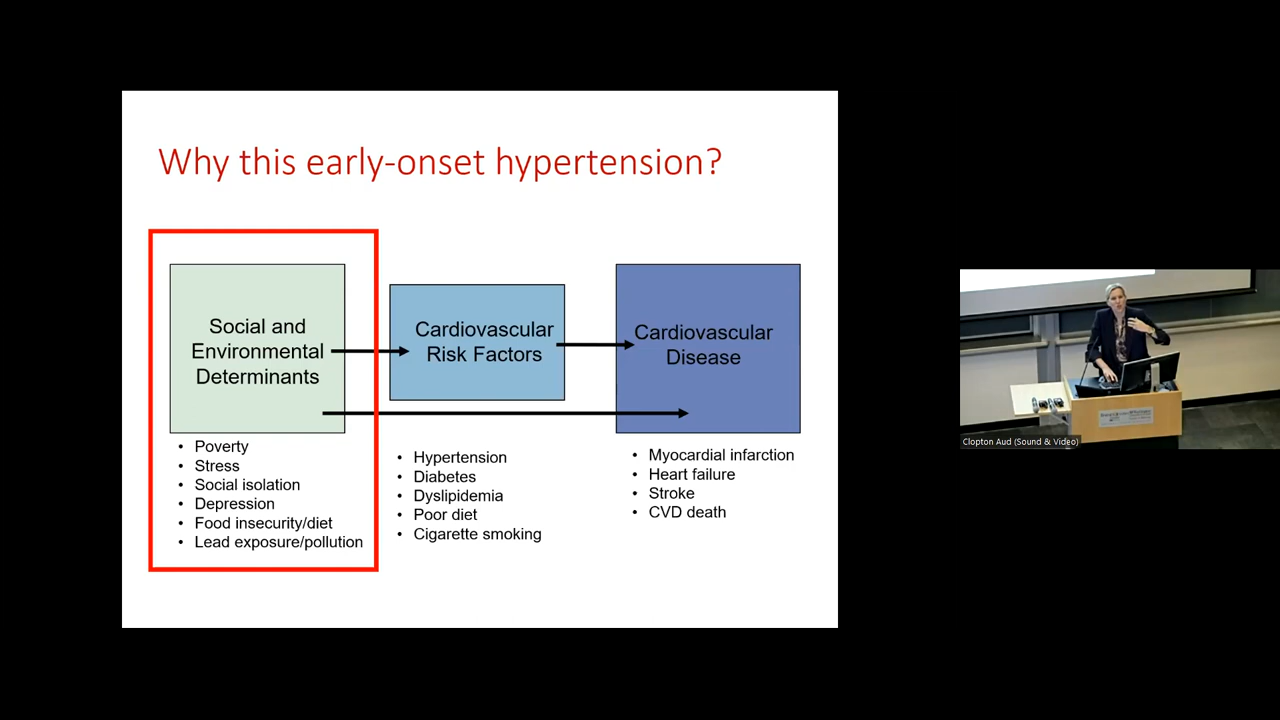 Why this early-onset hypertension?
Social and
Environmental
Determinants
Cardiovascular
Risk Factors
Cardiovascular
Disease
• Poverty
• Stress
• Social isolation
• Depression
• Food insecurity/diet
• Lead exposure/pollution
• Hypertension
• Diabetes
• Dyslipidemia
• Poor diet
• Cigarette smoking
• Myocardial infarction
• Heart failure
• Stroke
• CVD death
Clopton Aud (Sound & Video)